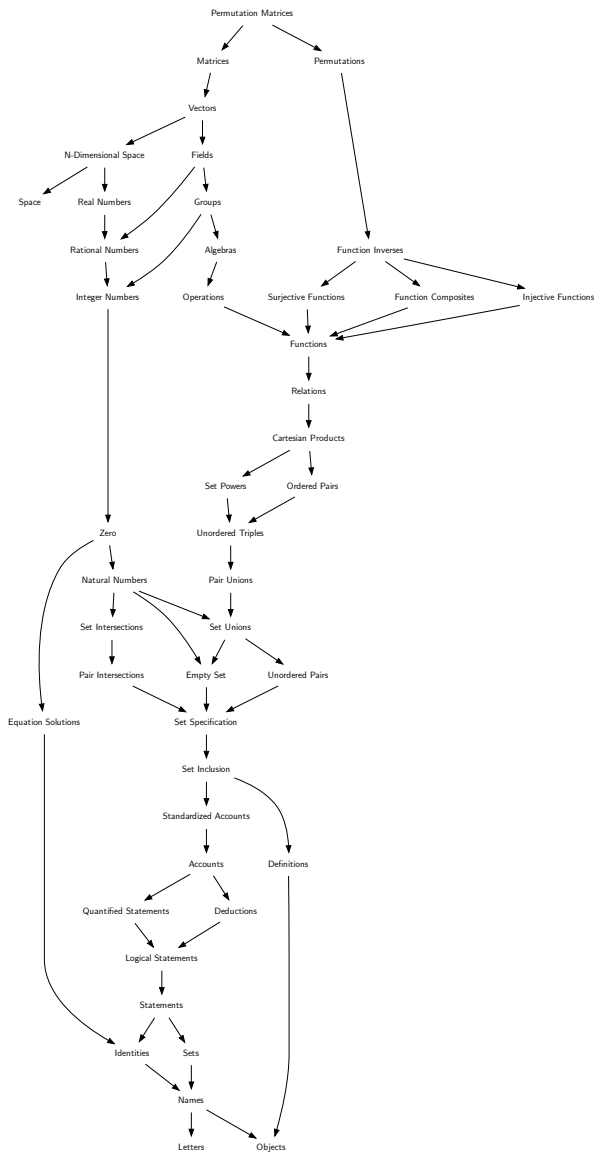 Permutation Matrices
Matrices
Permutations
Vectors
N-Dimensional Space
Fields
Space
Real Numbers
Groups
Rational Numbers
Algebras
Function Inverses
Integer Numbers
Operations
Surjective Functions
Function Composites
Injective Functions
Functions
Relations
Cartesian Products
Set Powers
Ordered Pairs
Zero
Unordered Triples
Natural Numbers
Pair Unions
Set Intersections
Set Unions
Pair Intersections
Empty Set
Unordered Pairs
Equation Solutions
Set Specification
Set Inclusion
Standardized Accounts
Accounts
Definitions
Quantified Statements
Deductions
Logical Statements
Statements
Identities
Sets
Names
Letters
Objects